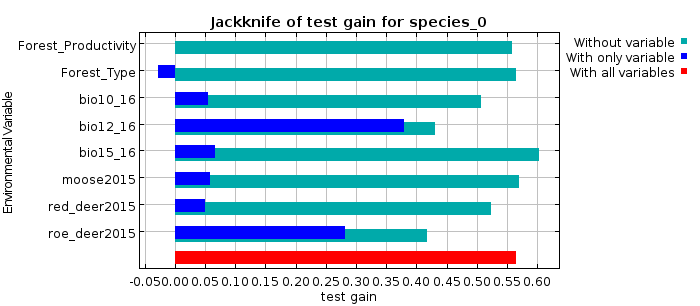 Jackknife of test gain for species_0
Environmental Variable
Forest_Productivity
Forest_Type
bio10_16
bio12_16
bio15_16
moose2015
red_deer2015
roe_deer2015
Without variable
With only variable
With all variables
-0.05 0.00 0.05 0.10 0.15 0.20 0.25 0.30 0.35 0.40 0.45 0.50 0.55 0.60
test gain